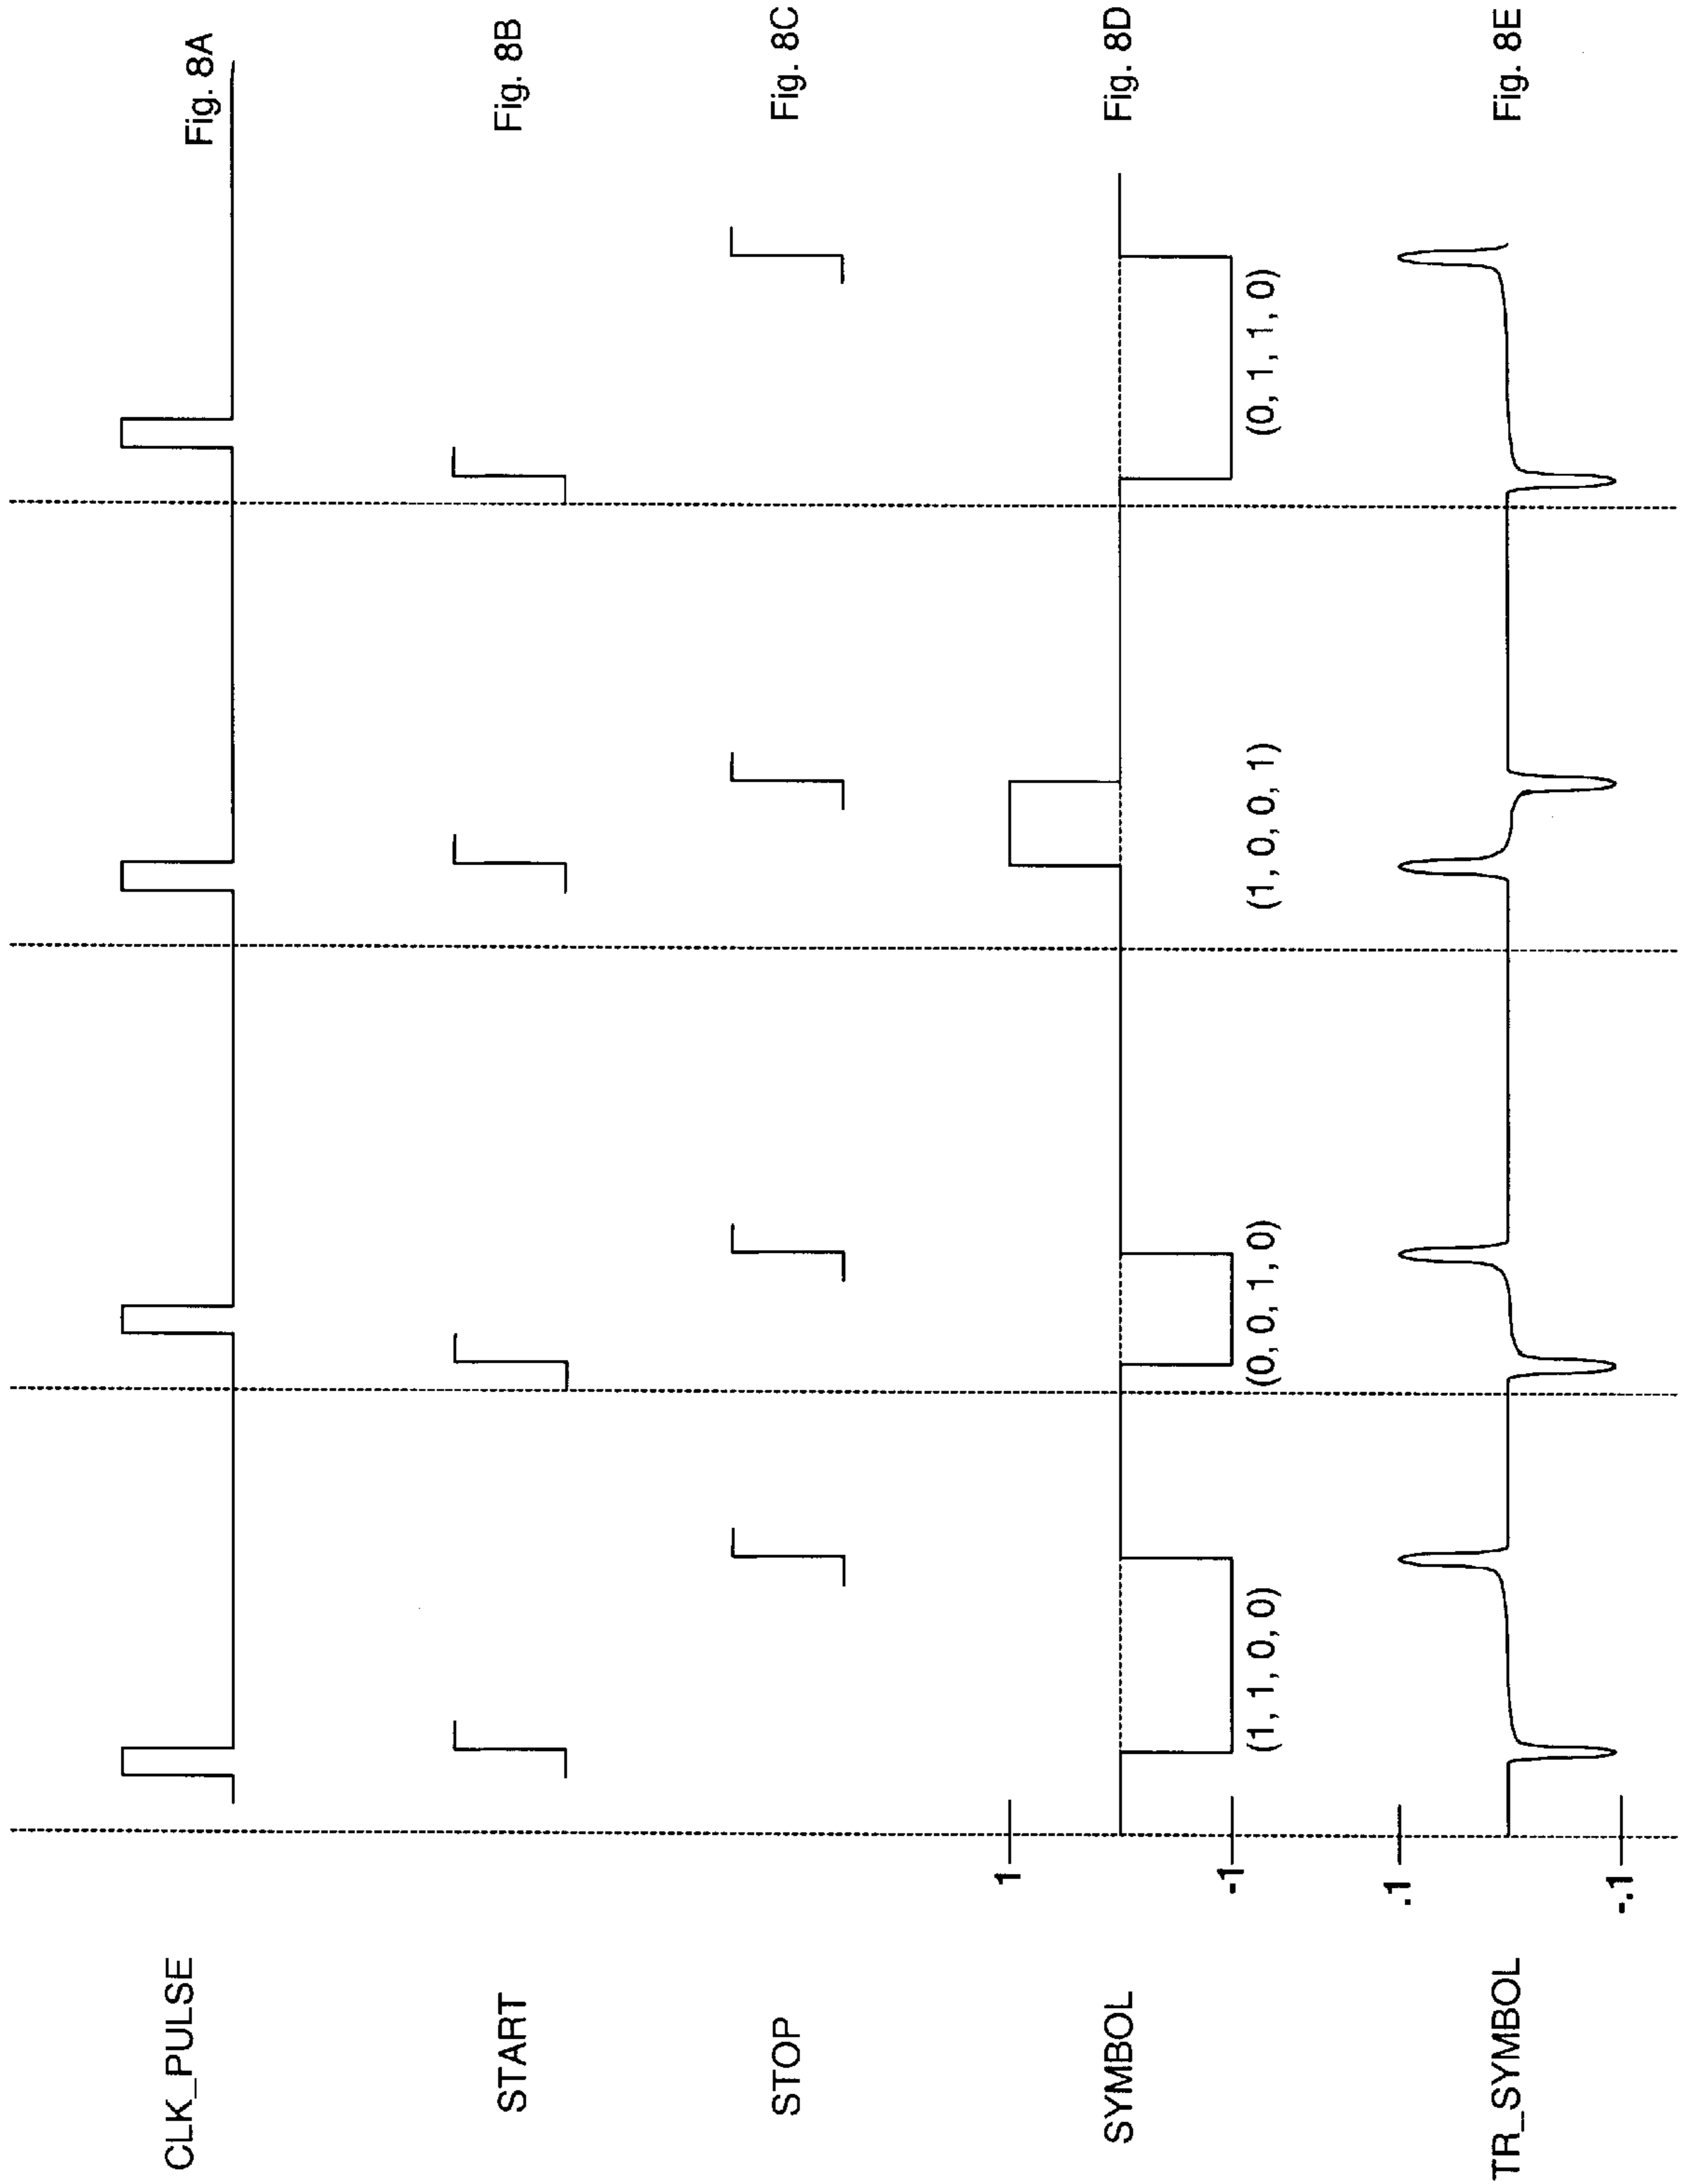 CLK_PULSE
Fig. 8A
START
Fig. 8B
STOP
Fig. 8C
SYMBOL
1
-1
(1, 1, 0, 0)
(0, 0, 1, 0)
(1, 0, 0, 1)
(0, 1, 1, 0)
Fig. 8D
TR_SYMBOL
.1
-.1
Fig. 8E